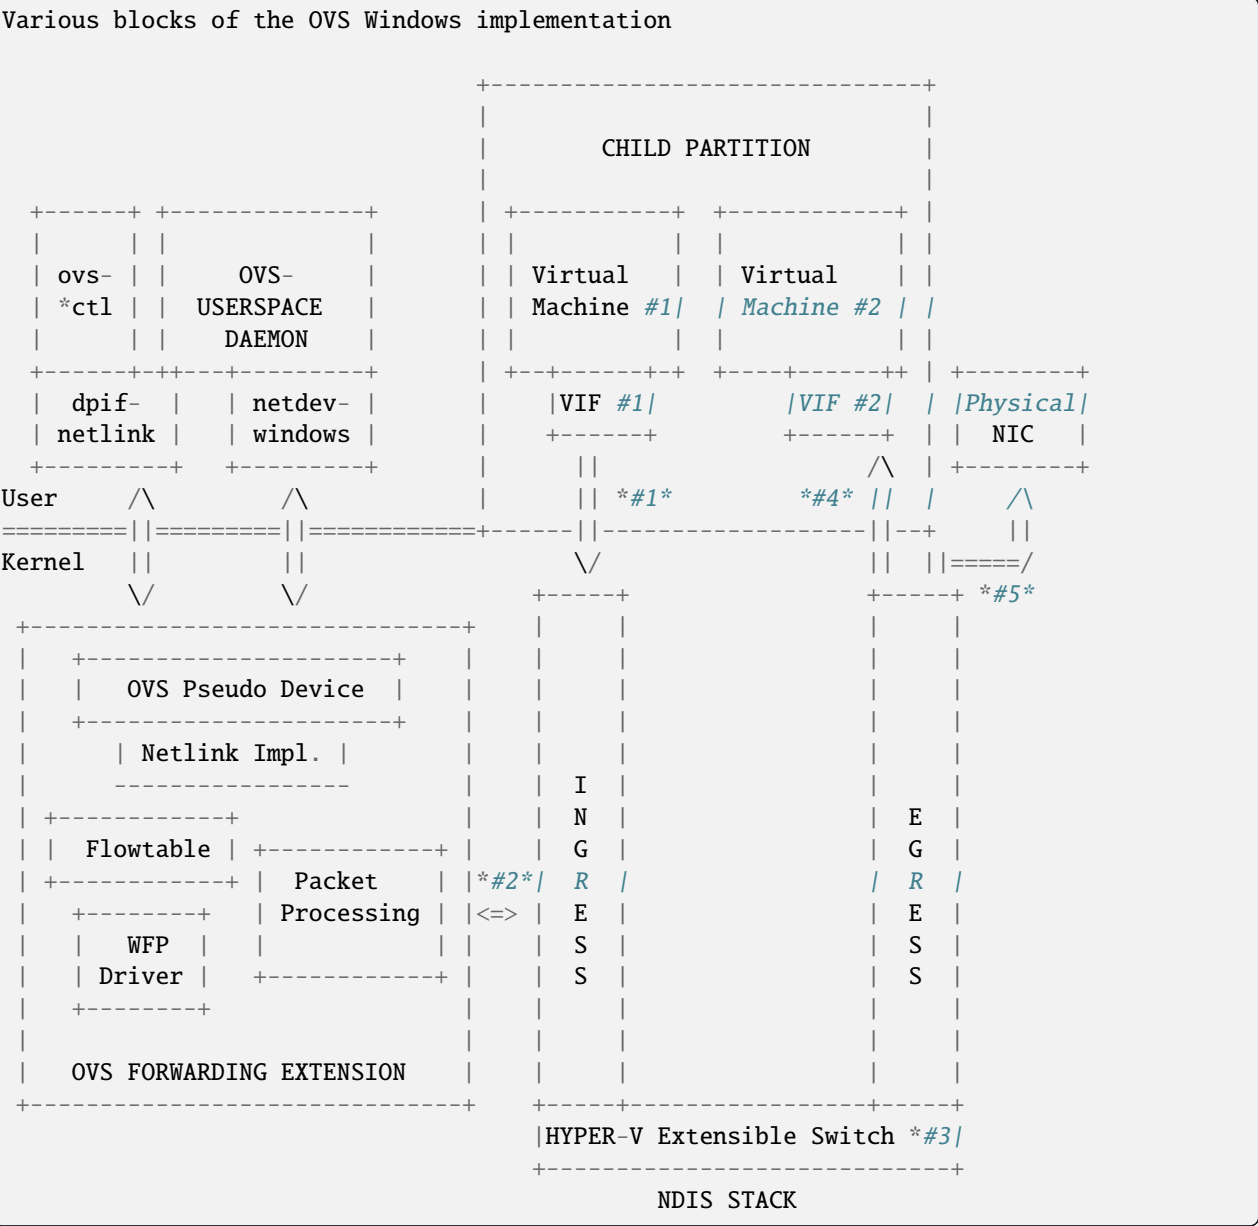 Various blocks of the OVS Windows implementation
                                  +-------------------------------+
                                  |                               |
                                  |        CHILD PARTITION        |
                                  |                               |
  +------+ +--------------+       | +-----------+  +------------+ |
  |      | |              |       | |           |  |            | |
  | ovs- | |     OVS-     |       | | Virtual   |  | Virtual    | |
  | *ctl | |  USERSPACE   |       | | Machine #1|  | Machine #2 | |
  |      | |    DAEMON    |       | |           |  |            | |
  +------+-++---+---------+       | +--+------+-+  +----+------++ | +--------+
  |  dpif-  |   | netdev- |       |    |VIF #1|         |VIF #2|  | |Physical|
  | netlink |   | windows |       |    +------+         +------+  | |  NIC   |
  +---------+   +---------+       |      ||                   /\  | +--------+
User     /\         /\            |      || *#1*         *#4* ||  |     /\
=========||=========||============+------||-------------------||--+     ||
Kernel   ||         ||                   \/                   ||  ||=====/
         \/         \/                +-----+                 +-----+ *#5*
 +-------------------------------+    |     |                 |     |
 |   +----------------------+    |    |     |                 |     |
 |   |   OVS Pseudo Device  |    |    |     |                 |     |
 |   +----------------------+    |    |     |                 |     |
 |      | Netlink Impl. |        |    |     |                 |     |
 |      -----------------        |    |  I  |                 |     |
 | +------------+                |    |  N  |                 |  E  |
 | |  Flowtable | +------------+ |    |  G  |                 |  G  |
 | +------------+ |  Packet    | |*#2*|  R  |                 |  R  |
 |   +--------+   | Processing | |<=> |  E  |                 |  E  |
 |   |   WFP  |   |            | |    |  S  |                 |  S  |
 |   | Driver |   +------------+ |    |  S  |                 |  S  |
 |   +--------+                  |    |     |                 |     |
 |                               |    |     |                 |     |
 |   OVS FORWARDING EXTENSION    |    |     |                 |     |
 +-------------------------------+    +-----+-----------------+-----+
                                      |HYPER-V Extensible Switch *#3|
                                      +-----------------------------+
                                               NDIS STACK